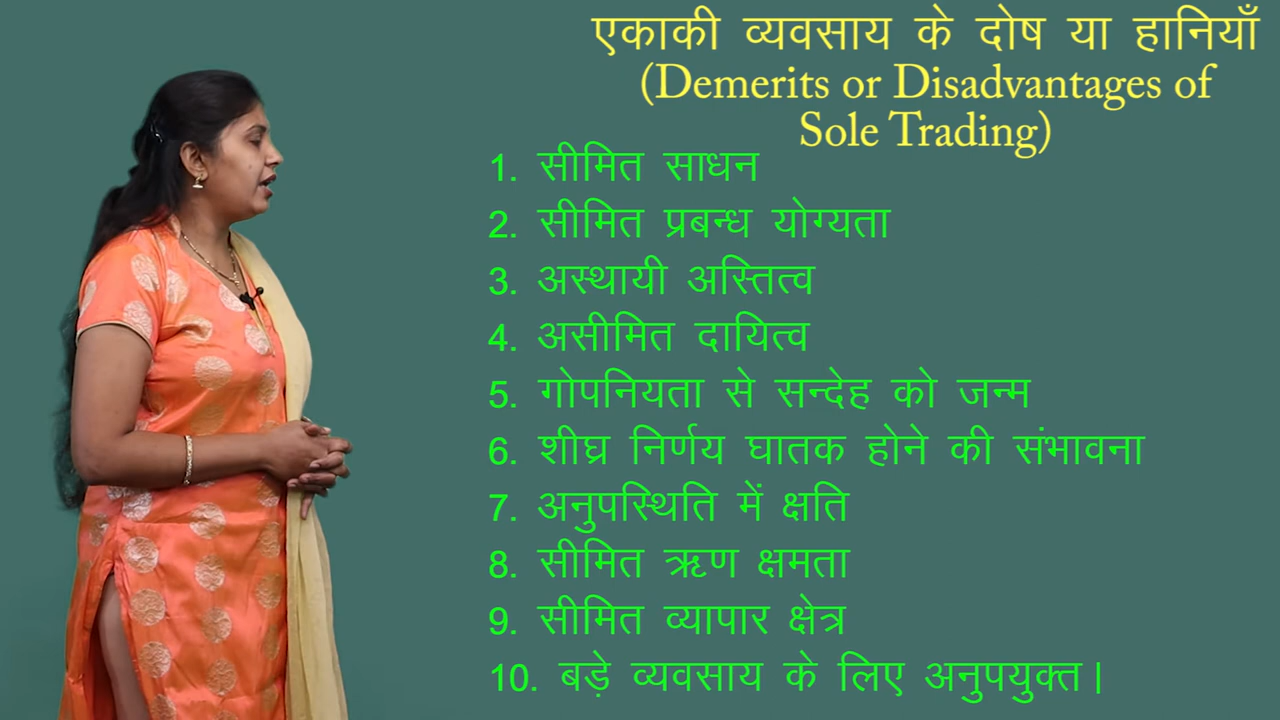 एकाकी व्यवसाय के दोष या हानियाँ
(Demerits or Disadvantages of
Sole Trading)
1. सीमित साधन
2. सीमित प्रबन्ध योग्यता
3. अस्थायी अस्तित्व
4. असीमित दायित्व
5. गोपनियता से सन्देह को जन्म
6. शीघ्र निर्णय घातक होने की संभावना
7. अनुपस्थिति में क्षति
8. सीमित ऋण क्षमता
9. सीमित व्यापार क्षेत्र
10. बड़े व्यवसाय के लिए अनुपयुक्त।